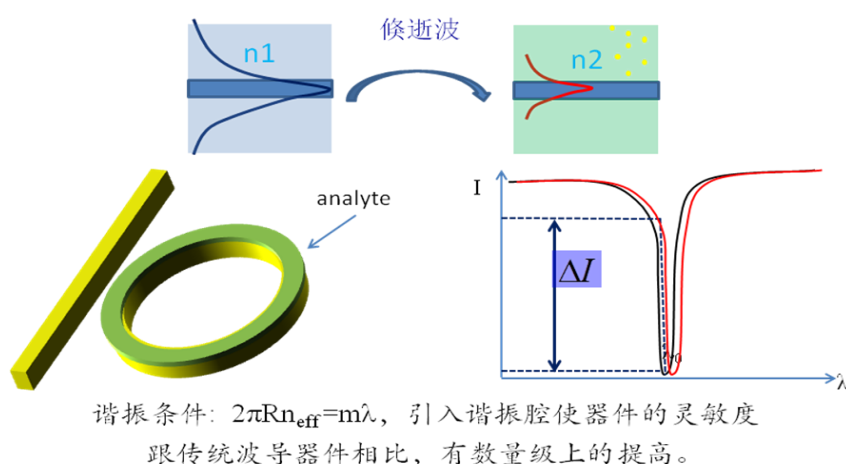 倏逝波
n1
n2
analyte
I
ΔI
λ
谐振条件: 2πRn_eff=mλ, 引入谐振腔使器件的灵敏度
跟传统波导器件相比, 有数量级上的提高。